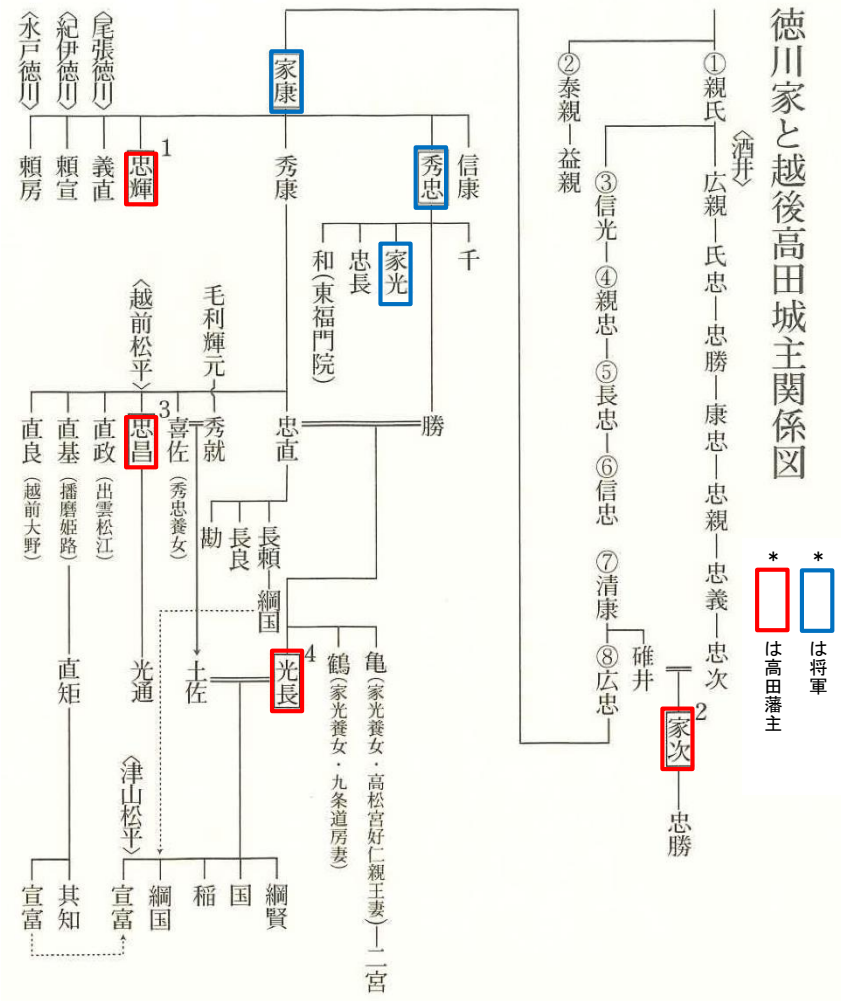 徳川家と越後高田城主関係図
①親氏
②泰親
益親
〈酒井〉
広親
氏忠
忠勝
康忠
忠親
忠義
忠次
③信光
④親忠
⑤長忠
⑥信忠
⑦清康
⑧広忠
碓井
家次
2
忠勝
*
は将軍
*
は高田藩主
家康
信康
秀忠
秀康
忠輝
1
〈尾張徳川〉
義直
〈紀伊徳川〉
頼宣
〈水戸徳川〉
頼房
千
家光
忠長
和(東福門院)
勝
忠直
毛利輝元
秀就
喜佐(秀忠養女)
〈越前松平〉
忠昌
3
直政(出雲松江)
直基(播磨姫路)
直良(越前大野)
長頼
綱国
長良
勘
亀(家光養女・高松宮好仁親王妻)
二宮
鶴(家光養女・九条道房妻)
光長
4
土佐
光通
直矩
綱賢
国
稲
綱国
〈津山松平〉
宣富
其知
宣富